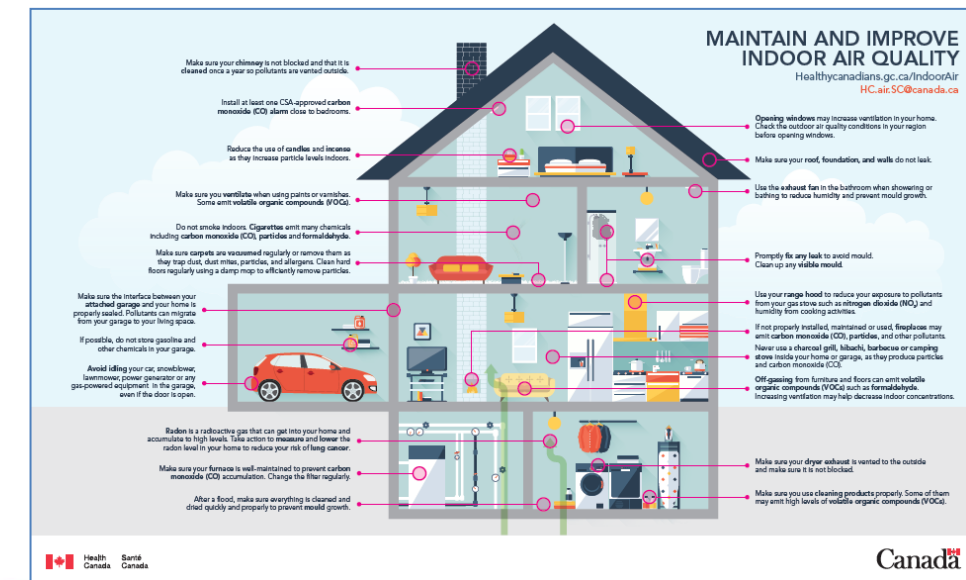 MAINTAIN AND IMPROVE
INDOOR AIR QUALITY
Healthycanadians.gc.ca/IndoorAir
HC.air.SC@canada.ca
Make sure your chimney is not blocked and that it is
cleaned once a year so pollutants are vented outside.
Install at least one CSA-approved carbon
monoxide (CO) alarm close to bedrooms.
Reduce the use of candles and incense
as they increase particle levels indoors.
Make sure you ventilate when using paints or varnishes.
Some emit volatile organic compounds (VOCs).
Do not smoke indoors. Cigarettes emit many chemicals
including carbon monoxide (CO), particles and formaldehyde.
Make sure carpets are vacuumed regularly or remove them as
they trap dust, dust mites, particles, and allergens. Clean hard
floors regularly using a damp mop to efficiently remove particles.
Make sure the interface between your
attached garage and your home is
properly sealed. Pollutants can migrate
from your garage to your living space.
If possible, do not store gasoline and
other chemicals in your garage.
Avoid idling your car, snowblower,
lawnmower, power generator or any
gas-powered equipment in the garage,
even if the door is open.
Radon is a radioactive gas that can get into your home and
accumulate to high levels. Take action to measure and lower the
radon level in your home to reduce your risk of lung cancer.
Make sure your furnace is well-maintained to prevent carbon
monoxide (CO) accumulation. Change the filter regularly.
After a flood, make sure everything is cleaned and
dried quickly and properly to prevent mould growth.
Opening windows may increase ventilation in your home.
Check the outdoor air quality conditions in your region
before opening windows.
Make sure your roof, foundation, and walls do not leak.
Use the exhaust fan in the bathroom when showering or
bathing to reduce humidity and prevent mould growth.
Promptly fix any leak to avoid mould.
Clean up any visible mould.
Use your range hood to reduce your exposure to pollutants
from your gas stove such as nitrogen dioxide (NO₂) and
humidity from cooking activities.
If not properly installed, maintained or used, fireplaces may
emit carbon monoxide (CO), particles, and other pollutants.
Never use a charcoal grill, hibachi, barbecue or camping
stove inside your home or garage, as they produce particles
and carbon monoxide (CO).
Off-gassing from furniture and floors can emit volatile
organic compounds (VOCs) such as formaldehyde.
Increasing ventilation may help decrease indoor concentrations.
Make sure your dryer exhaust is vented to the outside
and make sure it is not blocked.
Make sure you use cleaning products properly. Some of them
may emit high levels of volatile organic compounds (VOCs).
Health Santé
Canada Canada
Canada